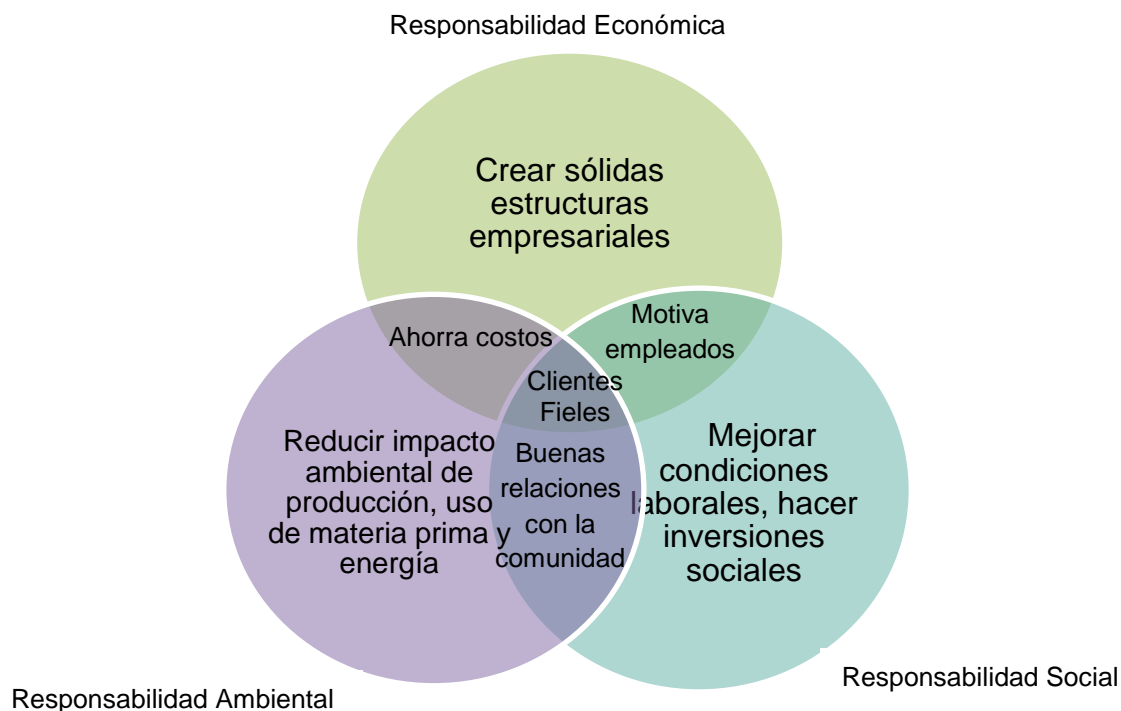 Responsabilidad Económica
Crear sólidas
estructuras
empresariales
Ahorra costos
Motiva
empleados
Clientes
Fieles
Reducir impacto
ambiental de
producción, uso
de materia prima y
energía
Buenas
relaciones
con la
comunidad
Mejorar
condiciones
laborales, hacer
inversiones
sociales
Responsabilidad Ambiental
Responsabilidad Social